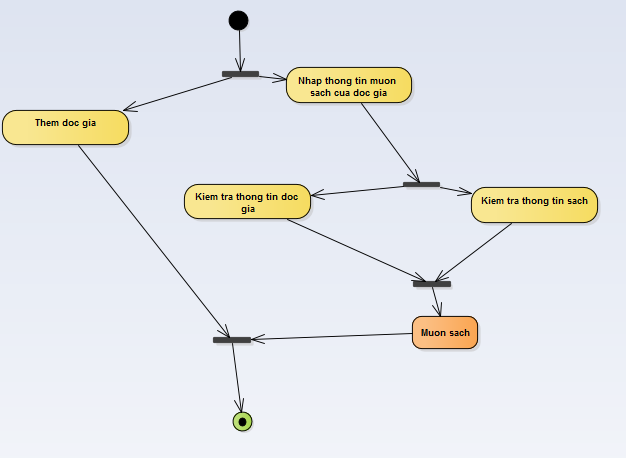 Nhap thong tin muon
sach cua doc gia
Them doc gia
Kiem tra thong tin doc
gia
Kiem tra thong tin sach
Muon sach